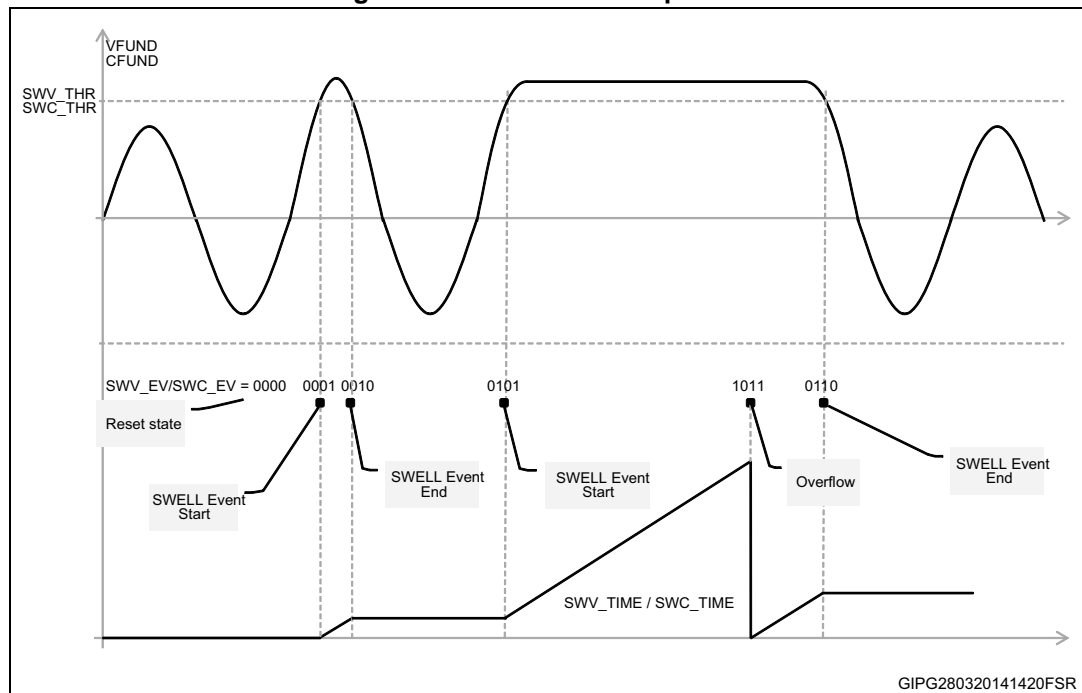 VFUND
CFUND
SWV_THR
SWC_THR
SWV_EV/SWC_EV = 0000 0001 0010 0101 1011 0110
Reset state
SWELL Event
Start
SWELL Event
End
SWELL Event
Start
Overflow
SWELL Event
End
SWV_TIME / SWC_TIME
GIPG280320141420FSR